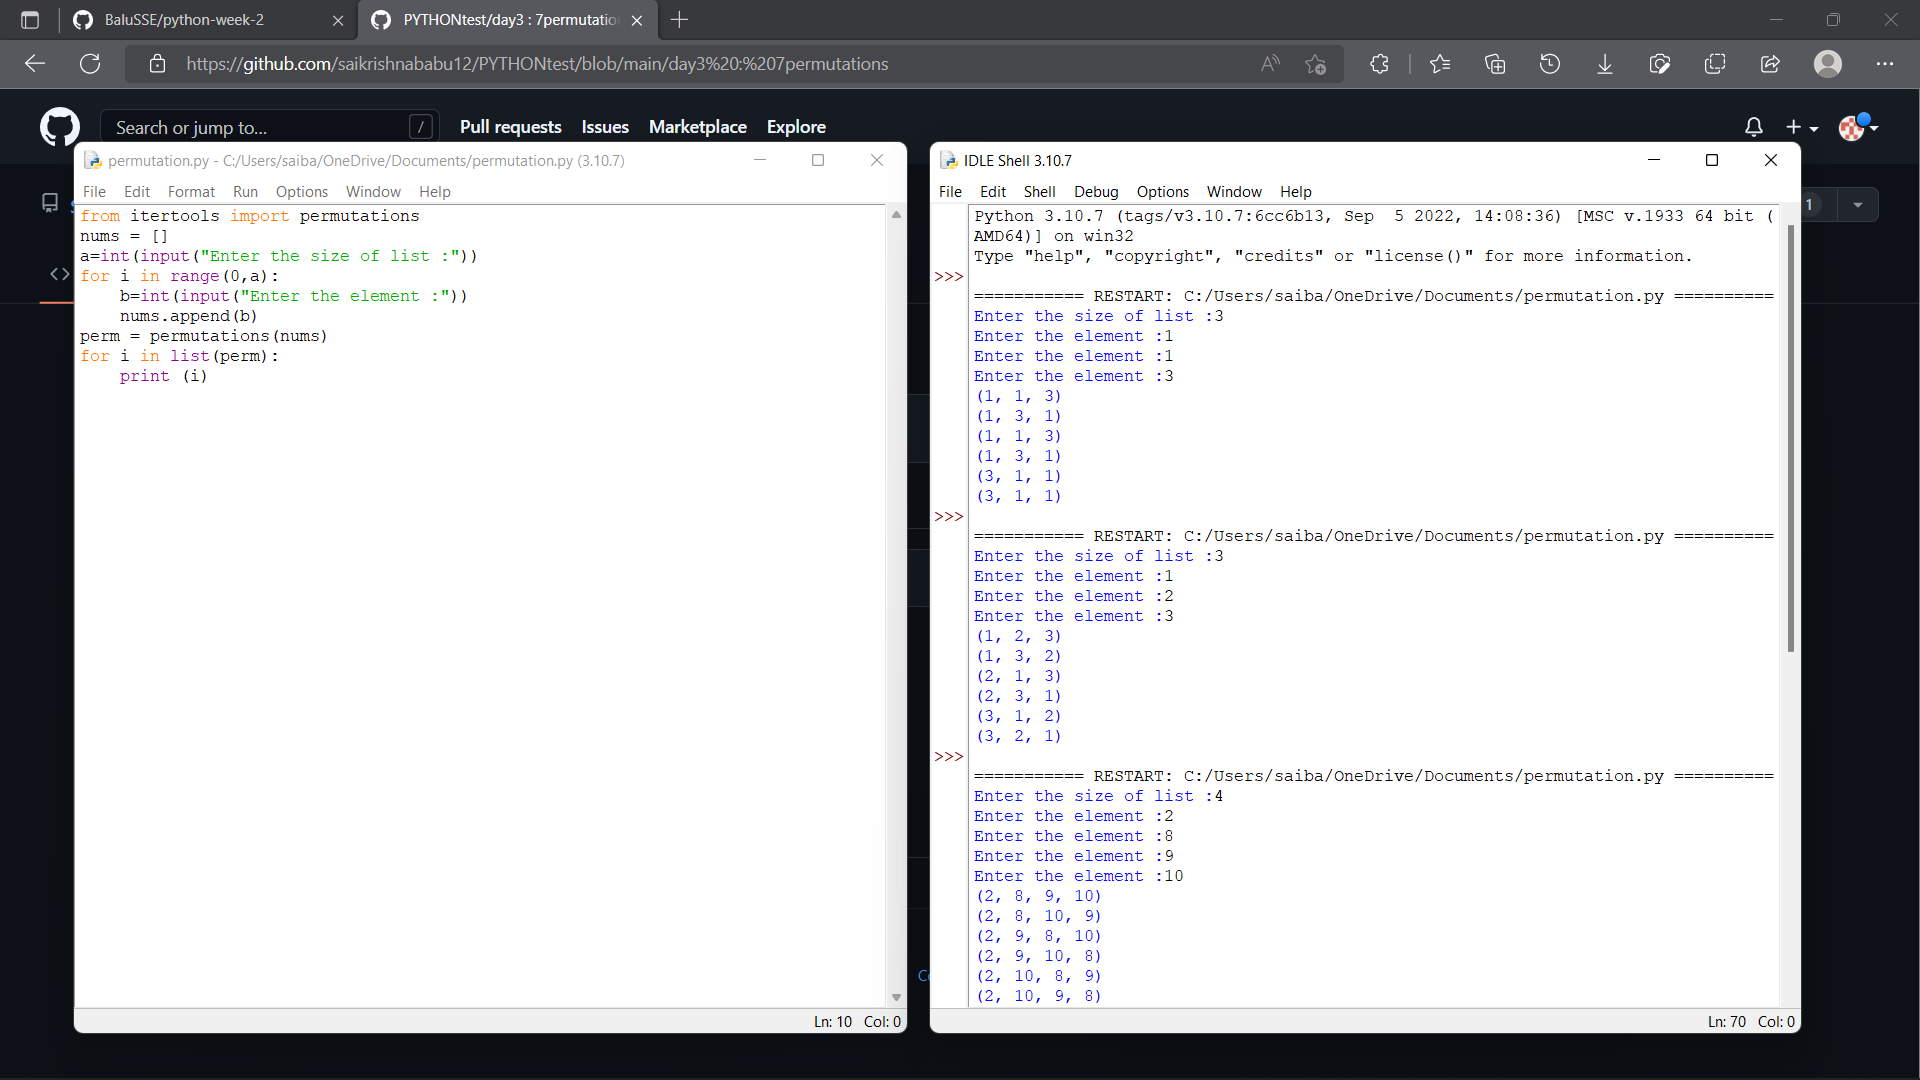 BaluSSE/python-week-2
PYTHONtest/day3 : 7permutatio
https://github.com/saikrishnababu12/PYTHONtest/blob/main/day3%20:%207permutations
Search or jump to...
/
Pull requests
Issues
Marketplace
Explore
permutation.py - C:/Users/saiba/OneDrive/Documents/permutation.py (3.10.7)
File Edit Format Run Options Window Help
from itertools import permutations
nums = []
a=int(input("Enter the size of list :"))
for i in range(0,a):
    b=int(input("Enter the element :"))
    nums.append(b)
perm = permutations(nums)
for i in list(perm):
    print (i)
Ln: 10 Col: 0
IDLE Shell 3.10.7
File Edit Shell Debug Options Window Help
Python 3.10.7 (tags/v3.10.7:6cc6b13, Sep  5 2022, 14:08:36) [MSC v.1933 64 bit (
AMD64)] on win32
Type "help", "copyright", "credits" or "license()" for more information.
>>>
=========== RESTART: C:/Users/saiba/OneDrive/Documents/permutation.py ==========
Enter the size of list :3
Enter the element :1
Enter the element :1
Enter the element :3
(1, 1, 3)
(1, 3, 1)
(1, 1, 3)
(1, 3, 1)
(3, 1, 1)
(3, 1, 1)
>>>
=========== RESTART: C:/Users/saiba/OneDrive/Documents/permutation.py ==========
Enter the size of list :3
Enter the element :1
Enter the element :2
Enter the element :3
(1, 2, 3)
(1, 3, 2)
(2, 1, 3)
(2, 3, 1)
(3, 1, 2)
(3, 2, 1)
>>>
=========== RESTART: C:/Users/saiba/OneDrive/Documents/permutation.py ==========
Enter the size of list :4
Enter the element :2
Enter the element :8
Enter the element :9
Enter the element :10
(2, 8, 9, 10)
(2, 8, 10, 9)
(2, 9, 8, 10)
(2, 9, 10, 8)
(2, 10, 8, 9)
(2, 10, 9, 8)
Ln: 70 Col: 0
1